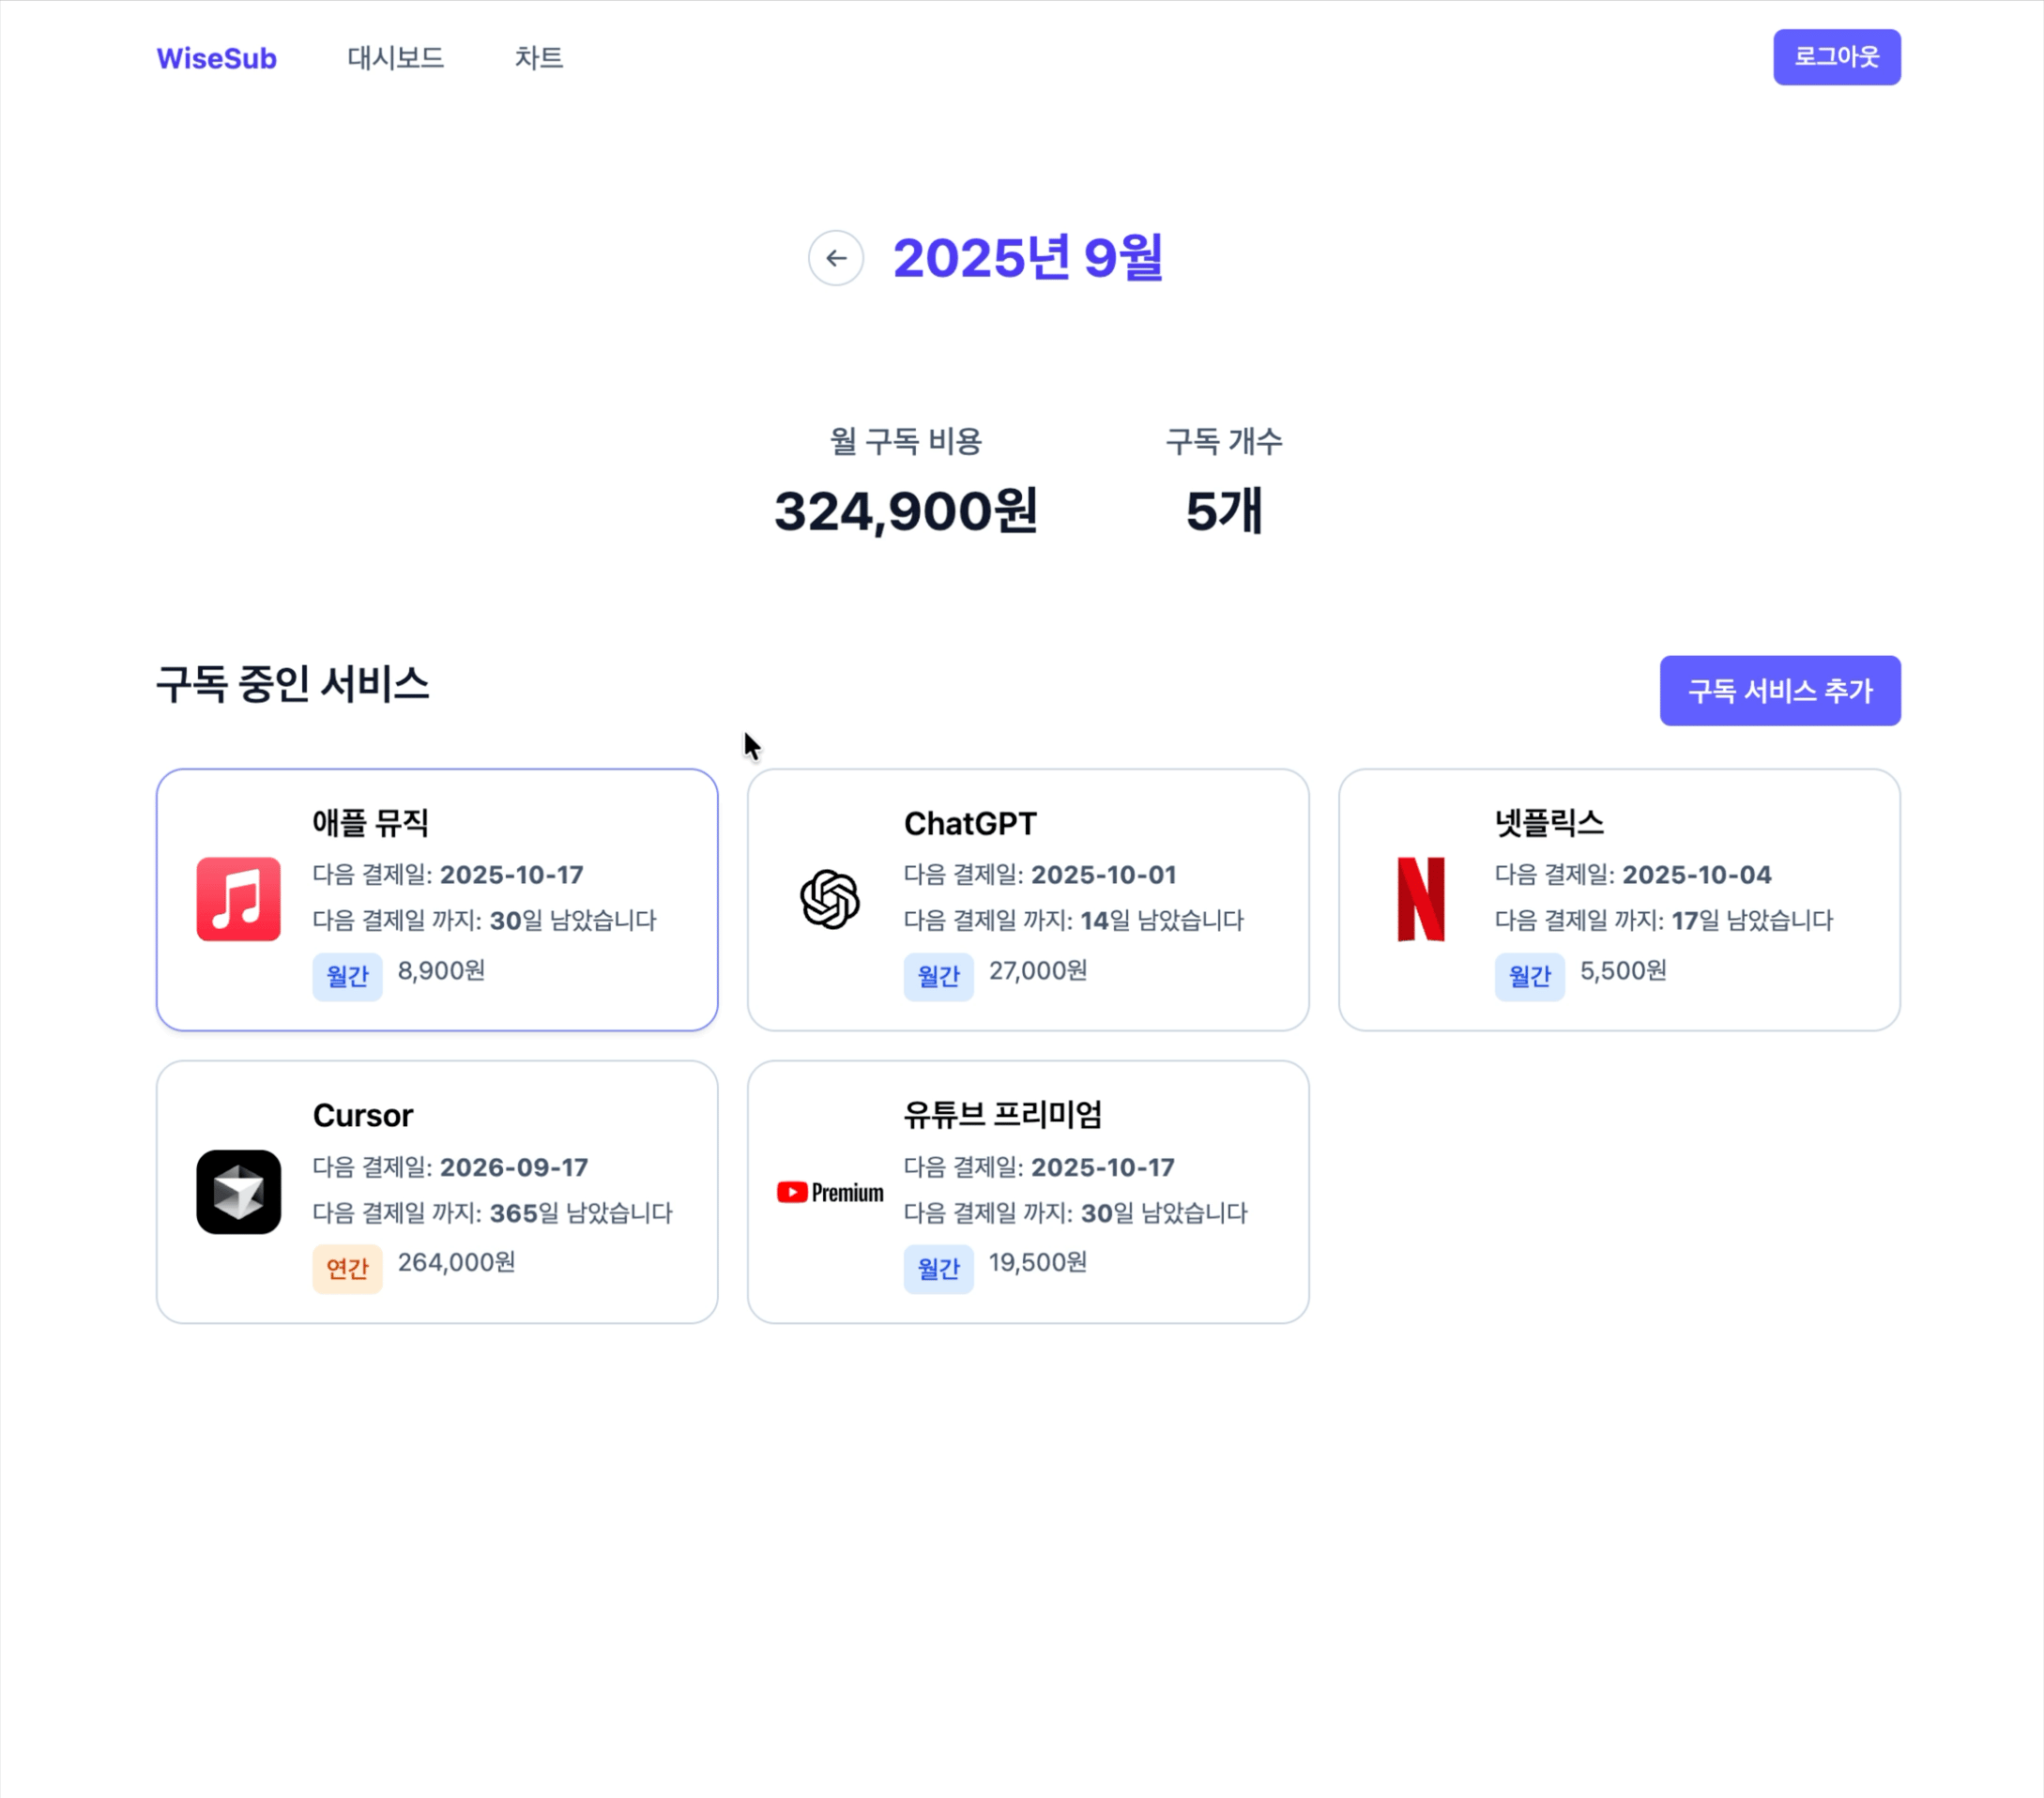 WiseSub 대시보드 차트 로그아웃
2025년 9월
월 구독 비용 구독 개수
324,900원 5개
구독 중인 서비스 구독 서비스 추가
애플 뮤직
다음 결제일: 2025-10-17
다음 결제일 까지: 30일 남았습니다
월간 8,900원
ChatGPT
다음 결제일: 2025-10-01
다음 결제일 까지: 14일 남았습니다
월간 27,000원
넷플릭스
다음 결제일: 2025-10-04
다음 결제일 까지: 17일 남았습니다
월간 5,500원
Cursor
다음 결제일: 2026-09-17
다음 결제일 까지: 365일 남았습니다
연간 264,000원
Premium
유튜브 프리미엄
다음 결제일: 2025-10-17
다음 결제일 까지: 30일 남았습니다
월간 19,500원